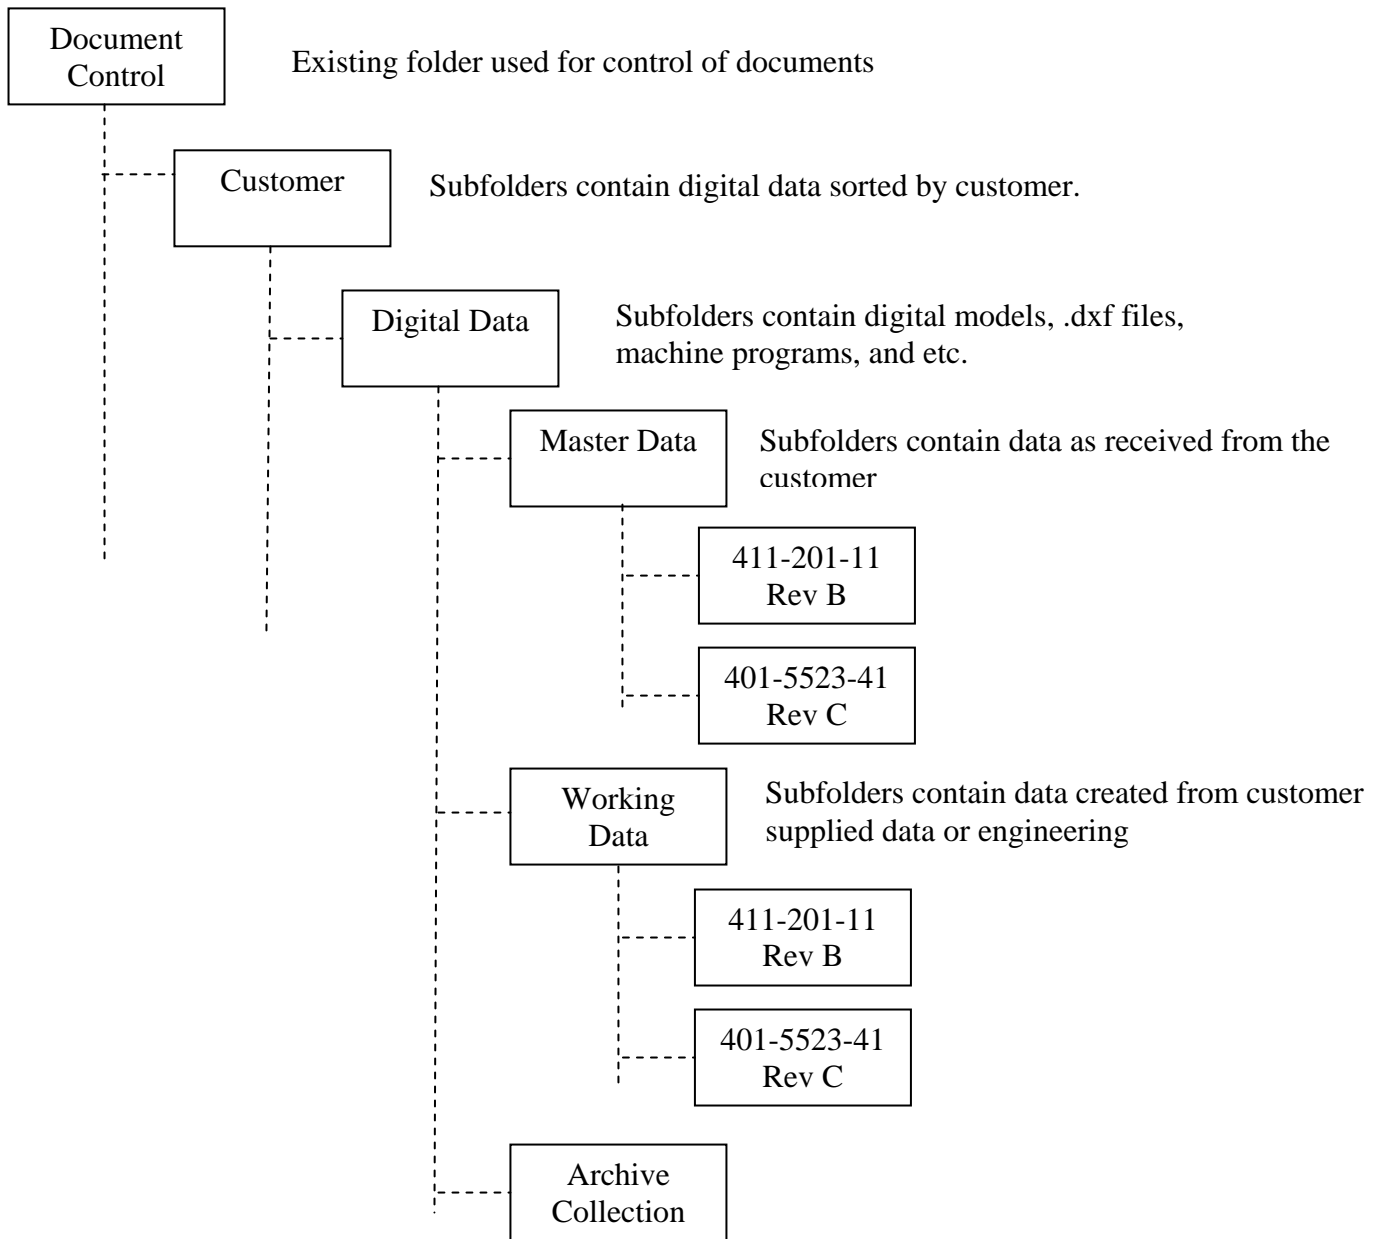 Document
Control
Existing folder used for control of documents
Customer
Subfolders contain digital data sorted by customer.
Digital Data
Subfolders contain digital models, .dxf files,
machine programs, and etc.
Master Data
Subfolders contain data as received from the
customer
411-201-11
Rev B
401-5523-41
Rev C
Working
Data
Subfolders contain data created from customer
supplied data or engineering
411-201-11
Rev B
401-5523-41
Rev C
Archive
Collection